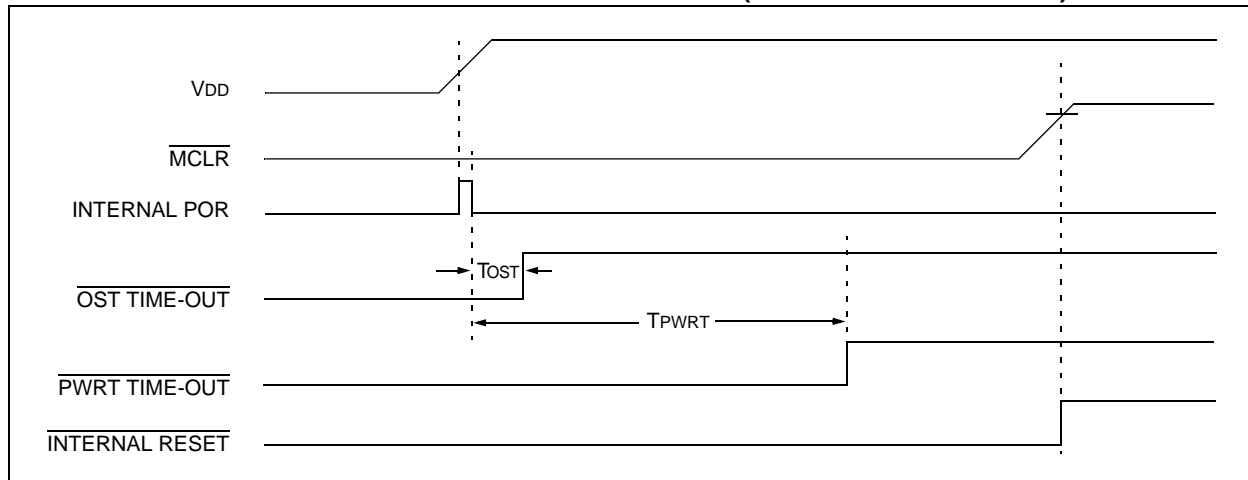 VDD
MCLR
INTERNAL POR
TOST
OST TIME-OUT
TPWRT
PWRT TIME-OUT
INTERNAL RESET